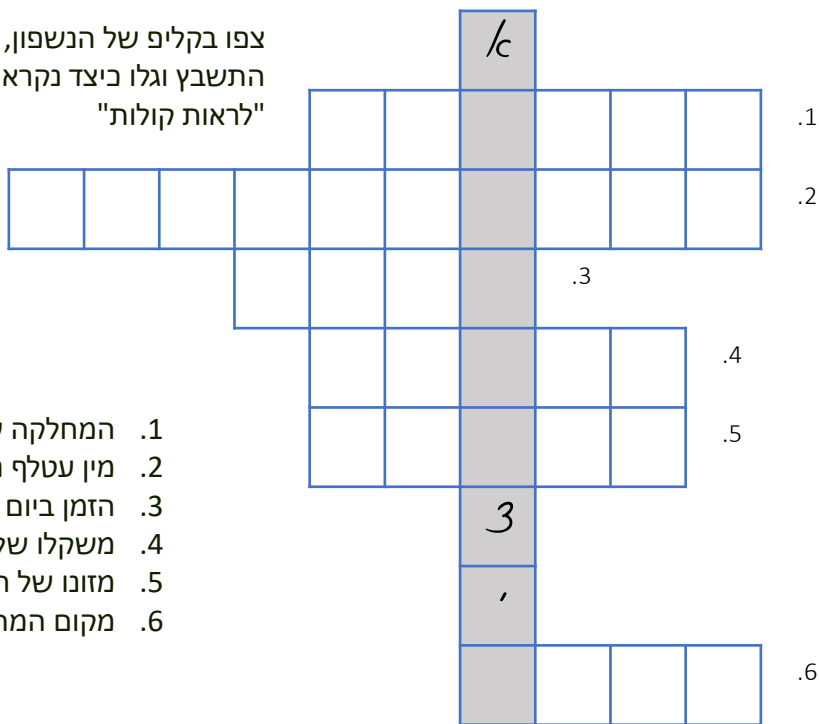 צפו בקליפ של הנשפון,
התשבץ וגלו כיצד נקרא
"לראות קולות"
א
.1
.2
.3
.4
.5
צ
י
.6
1. המחלקה
2. מין עטלף
3. הזמן ביום
4. משקלו של
5. מזונו של
6. מקום